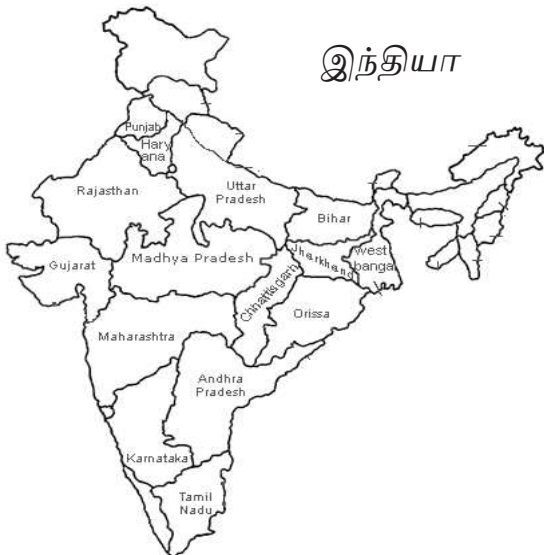 இந்தியா
Punjab
Hary
ana
Rajasthan
Uttar
Pradesh
Bihar
Gujarat
Madhya Pradesh
Jharkhand
West
banga
Chhattisgarh
Orissa
Maharashtra
Andhra
Pradesh
Karnataka
Tamil
Nadu